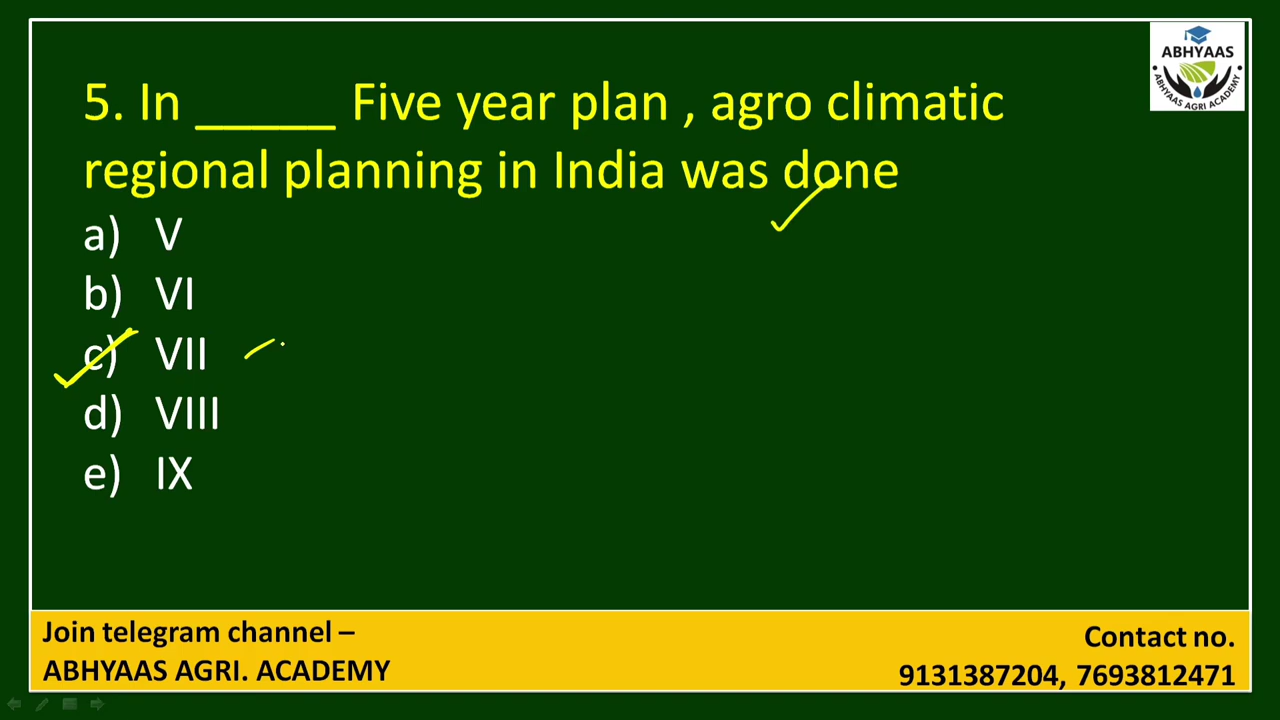 ABHYAAS
ABHYAAS AGRI ACADEMY
5. In _____ Five year plan , agro climatic
regional planning in India was done
a) V
b) VI
c) VII
d) VIII
e) IX
Join telegram channel –
ABHYAAS AGRI. ACADEMY
Contact no.
9131387204, 7693812471